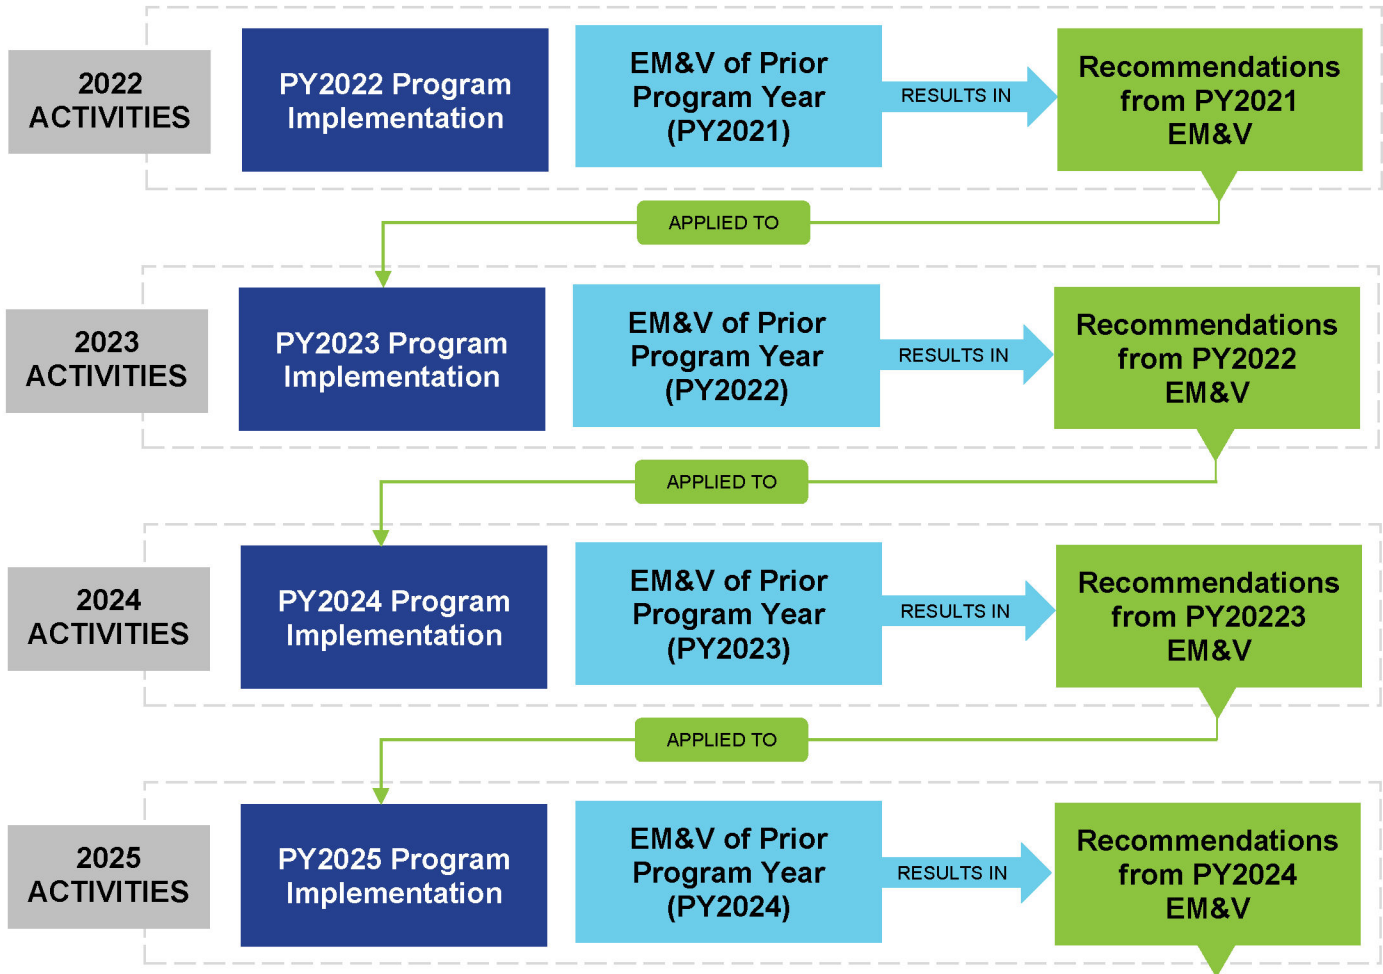 2022
ACTIVITIES
PY2022 Program
Implementation
EM&V of Prior
Program Year
(PY2021)
RESULTS IN
Recommendations
from PY2021
EM&V
APPLIED TO
2023
ACTIVITIES
PY2023 Program
Implementation
EM&V of Prior
Program Year
(PY2022)
RESULTS IN
Recommendations
from PY2022
EM&V
APPLIED TO
2024
ACTIVITIES
PY2024 Program
Implementation
EM&V of Prior
Program Year
(PY2023)
RESULTS IN
Recommendations
from PY20223
EM&V
APPLIED TO
2025
ACTIVITIES
PY2025 Program
Implementation
EM&V of Prior
Program Year
(PY2024)
RESULTS IN
Recommendations
from PY2024
EM&V